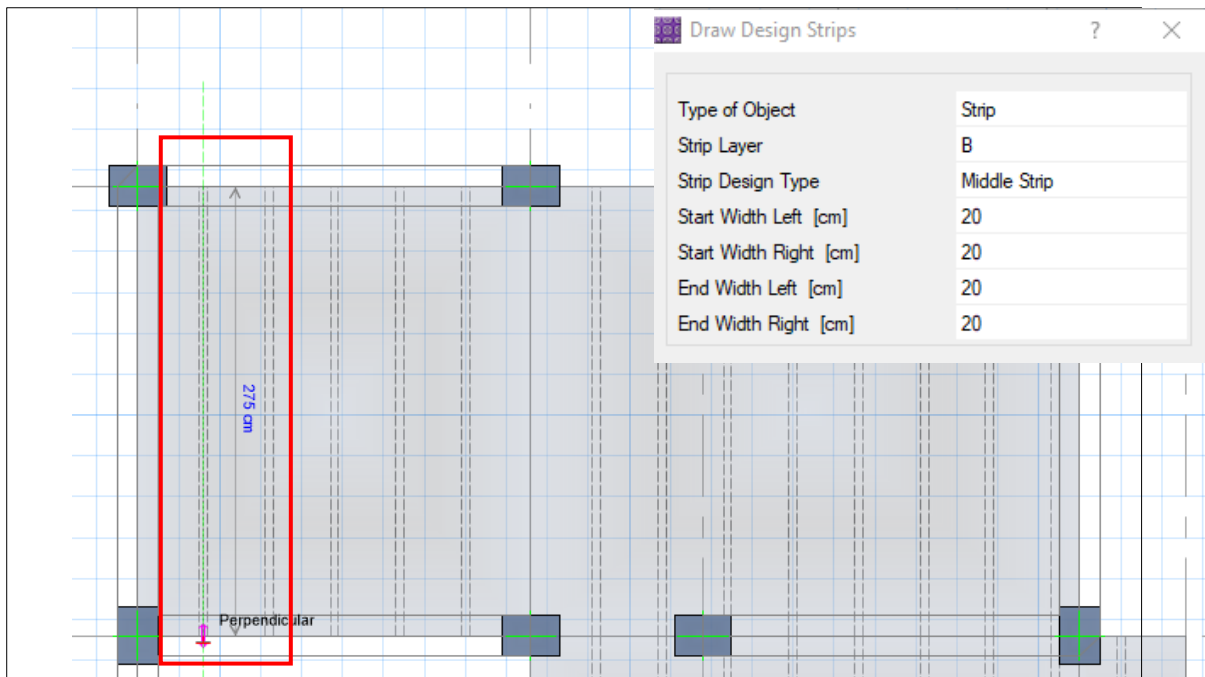 Draw Design Strips ? ×
Type of Object Strip
Strip Layer B
Strip Design Type Middle Strip
Start Width Left [cm] 20
Start Width Right [cm] 20
End Width Left [cm] 20
End Width Right [cm] 20
275 cm
Perpendicular